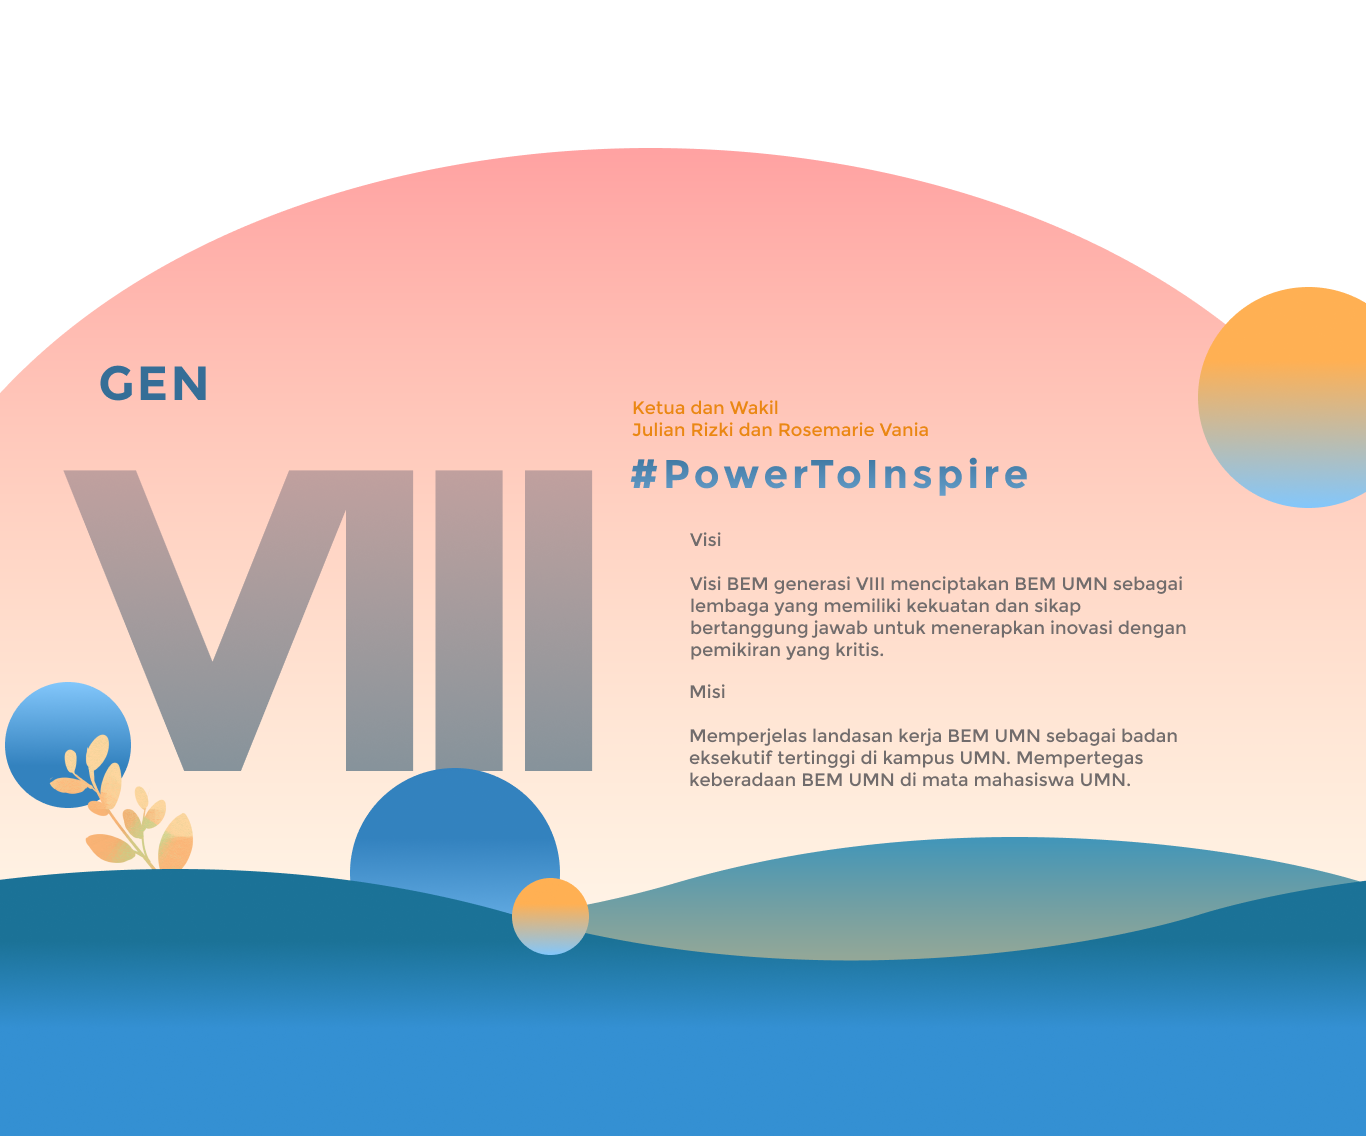 GEN
VIII
Ketua dan Wakil
Julian Rizki dan Rosemarie Vania
#PowerToInspire
Visi
Visi BEM generasi VIII menciptakan BEM UMN sebagai
lembaga yang memiliki kekuatan dan sikap
bertanggung jawab untuk menerapkan inovasi dengan
pemikiran yang kritis.
Misi
Memperjelas landasan kerja BEM UMN sebagai badan
eksekutif tertinggi di kampus UMN. Mempertegas
keberadaan BEM UMN di mata mahasiswa UMN.